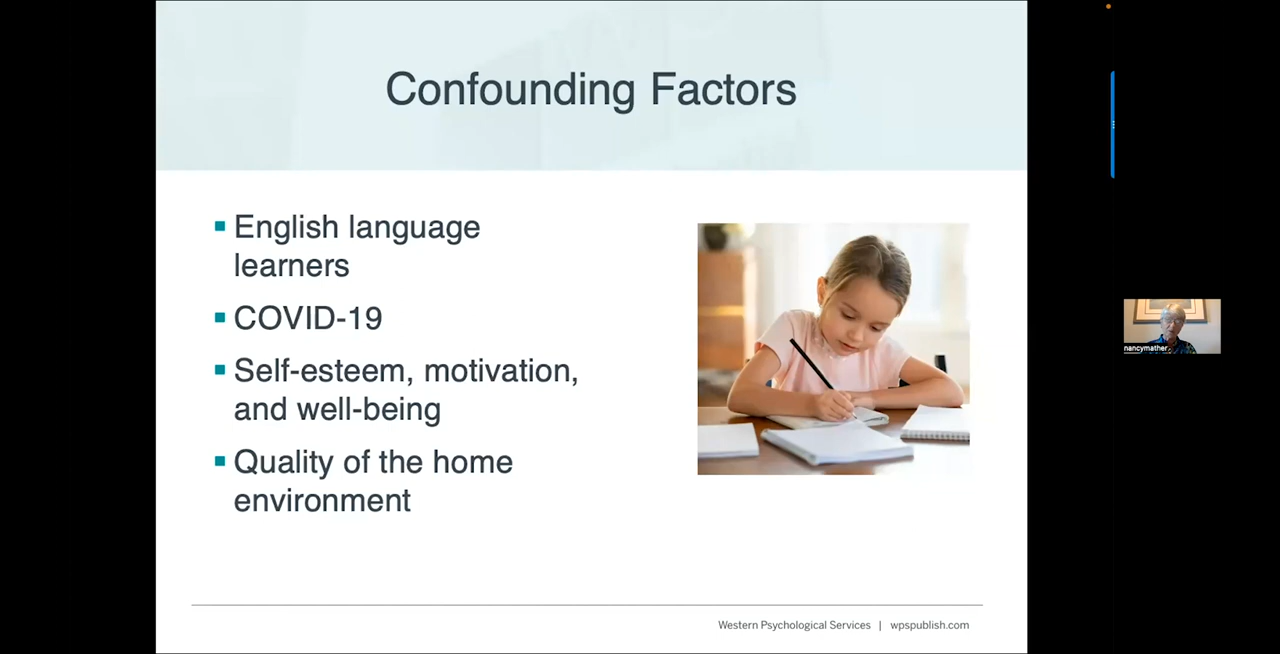 Confounding Factors
English language
learners
COVID-19
Self-esteem, motivation,
and well-being
Quality of the home
environment
nancymather
Western Psychological Services | wpspublish.com